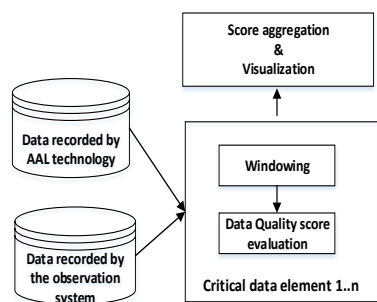 Score aggregation
&
Visualization
Data recorded by
AAL technology
Windowing
Data Quality score
evaluation
Data recorded by
the observation
system
Critical data element 1..n